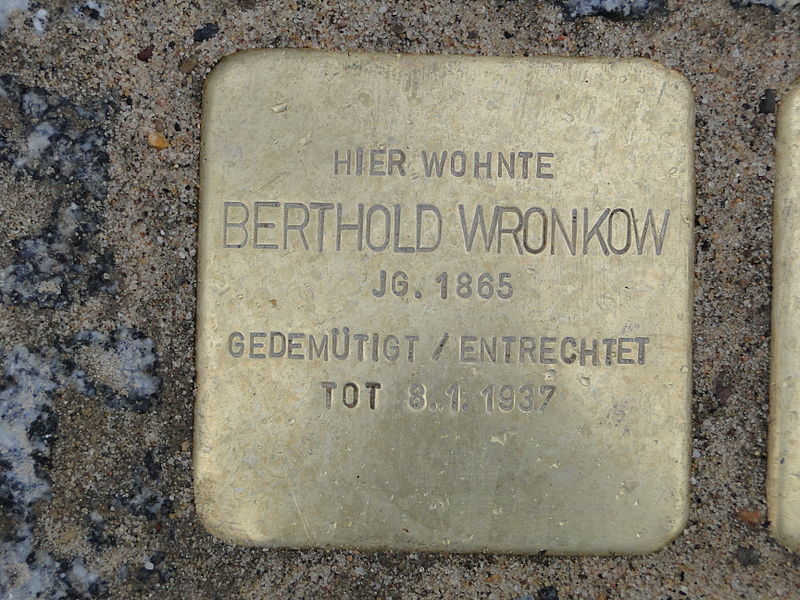 HIER WOHNTE
BERTHOLD WRONKOW
JG. 1865
GEDEMÜTIGT / ENTRECHTET
TOT 8.1.1937